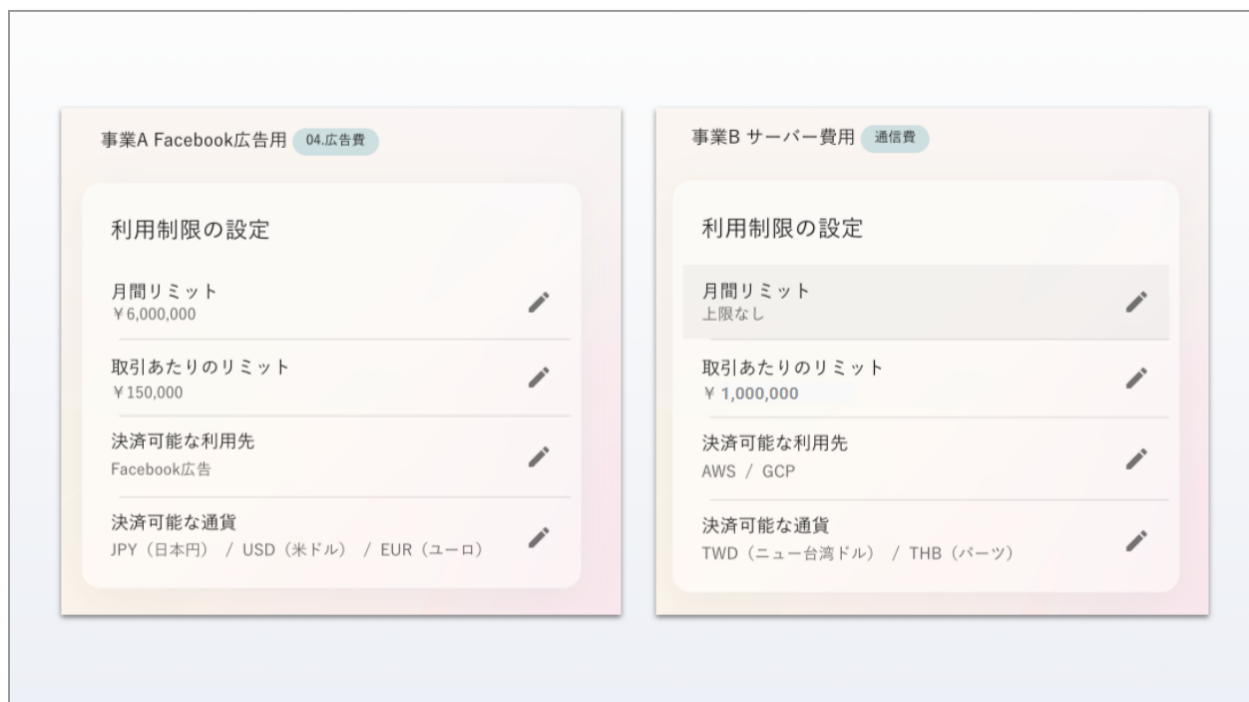 事業A Facebook広告用 04.広告費
利用制限の設定
月間リミット
￥6,000,000
取引あたりのリミット
￥150,000
決済可能な利用先
Facebook広告
決済可能な通貨
JPY（日本円） / USD（米ドル） / EUR（ユーロ）
事業B サーバー費用 通信費
利用制限の設定
月間リミット
上限なし
取引あたりのリミット
￥ 1,000,000
決済可能な利用先
AWS / GCP
決済可能な通貨
TWD（ニュー台湾ドル） / THB（バーツ）